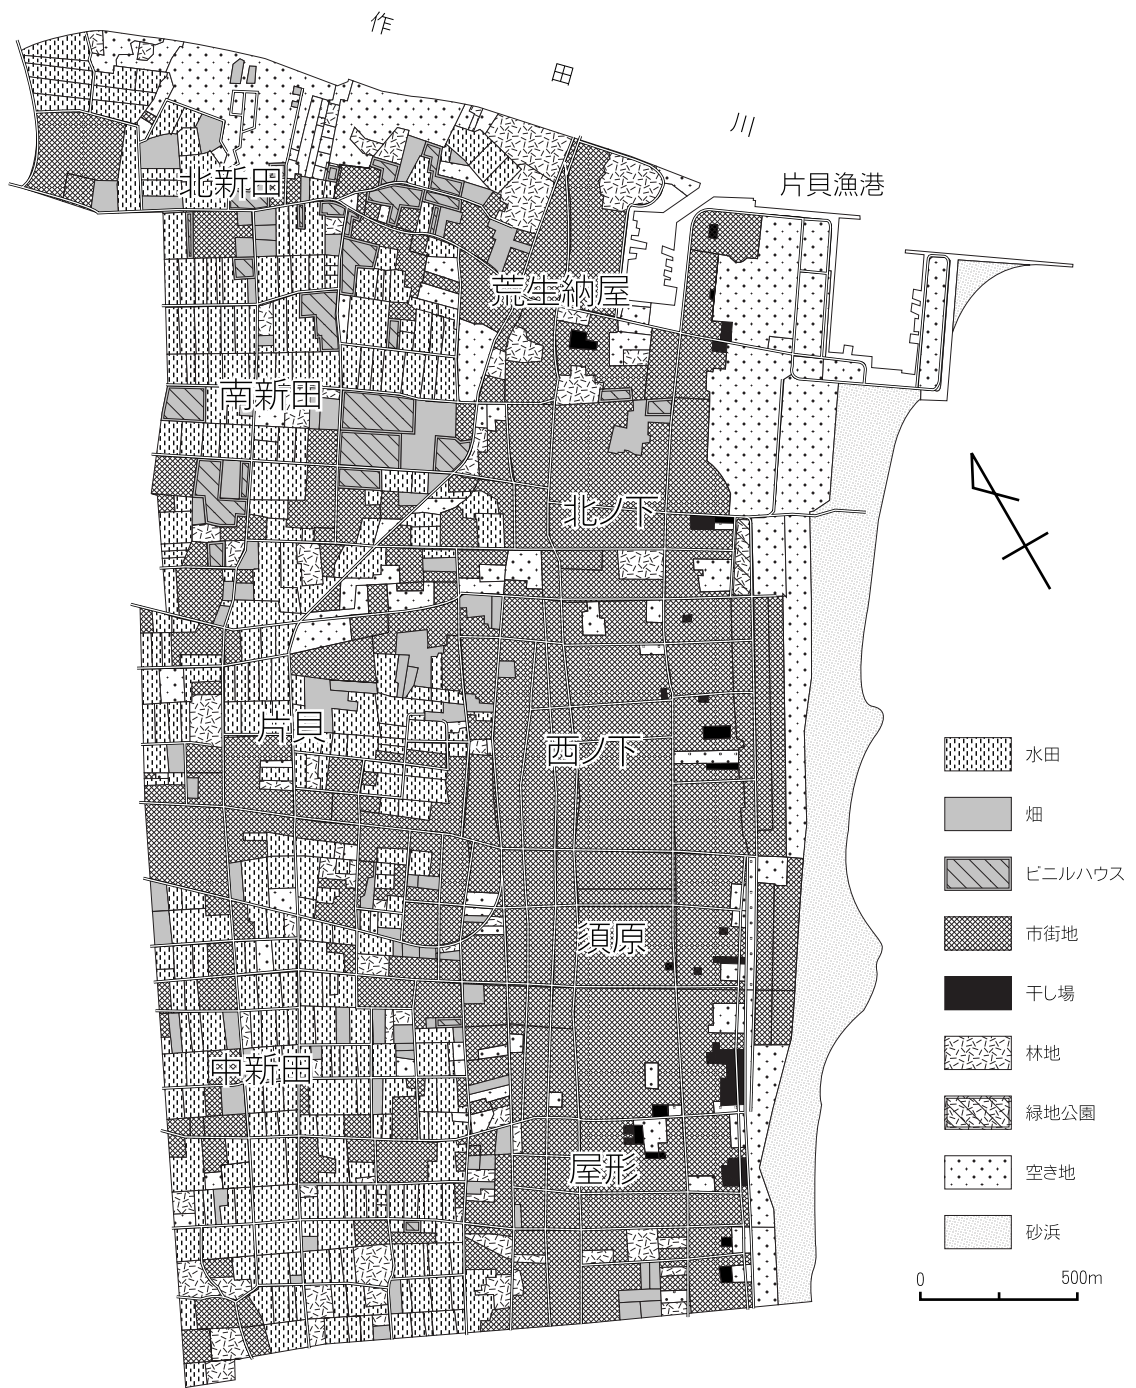 作田川
片貝漁港
北新田
荒生納屋
南新田
北ノ下
片貝
西ノ下
須原
中新田
屋形
水田
畑
ビニルハウス
市街地
干し場
林地
緑地公園
空き地
砂浜
0 500m